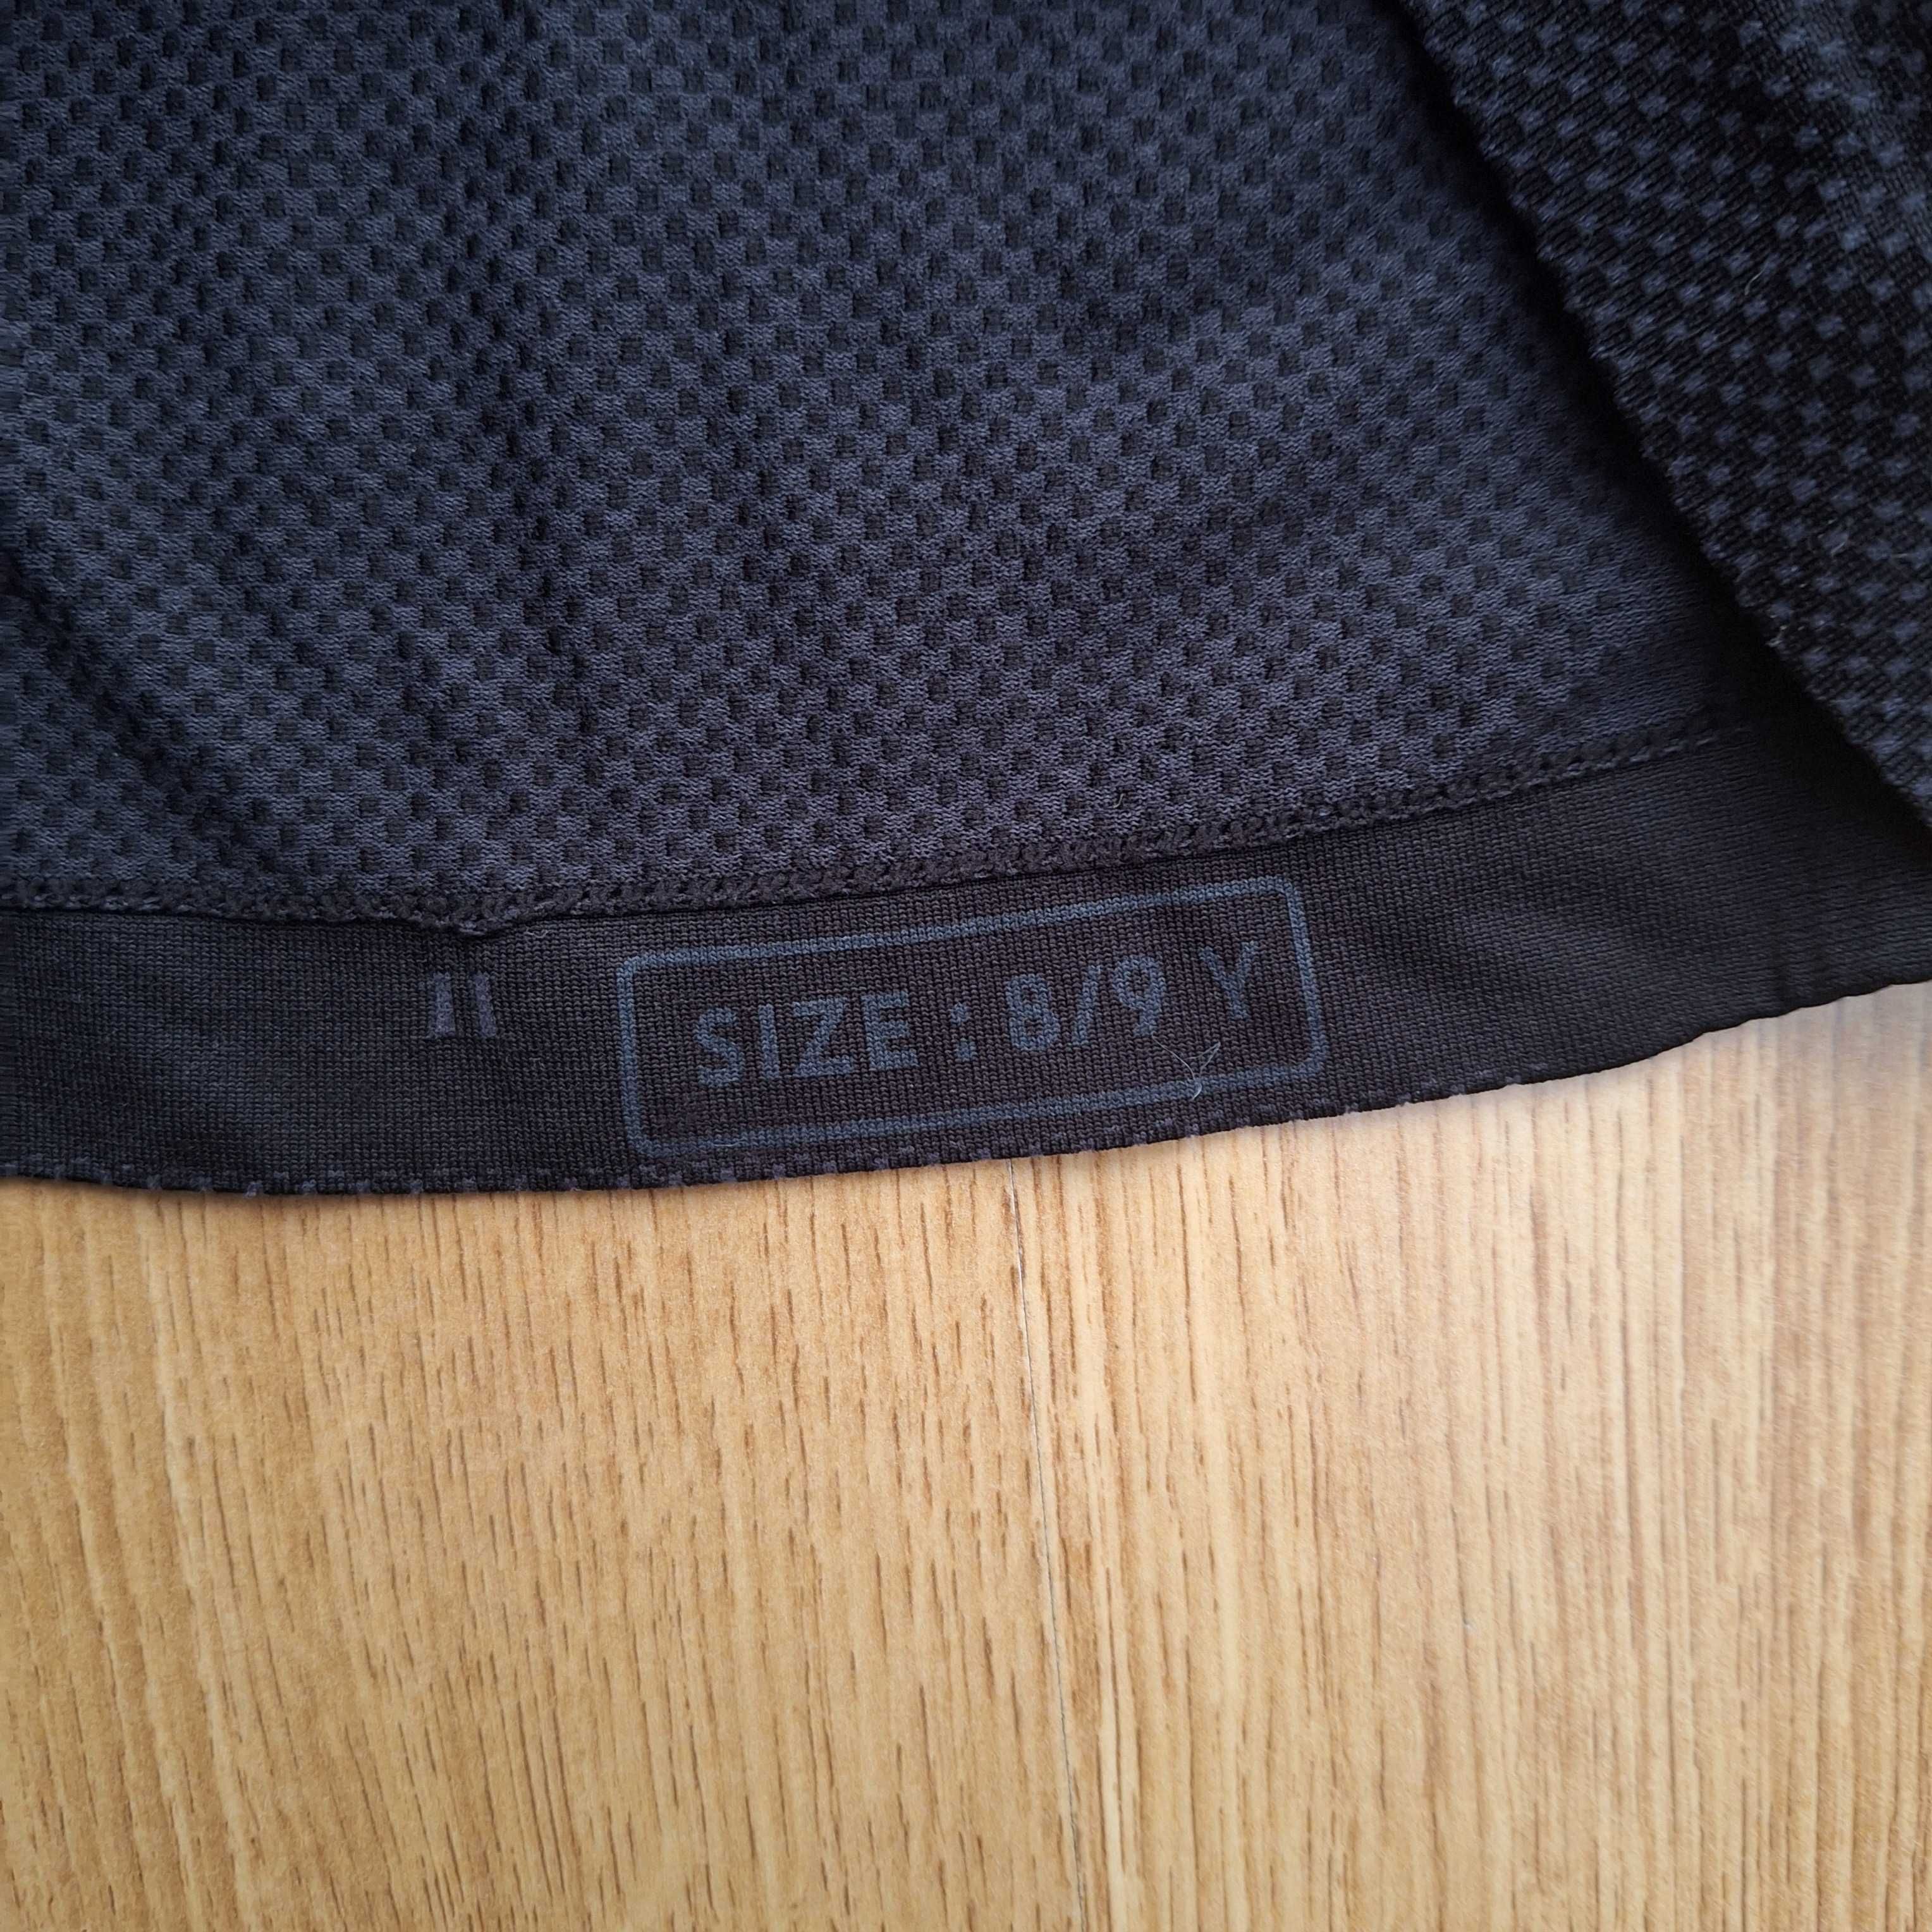 SIZE : 8/9 Y